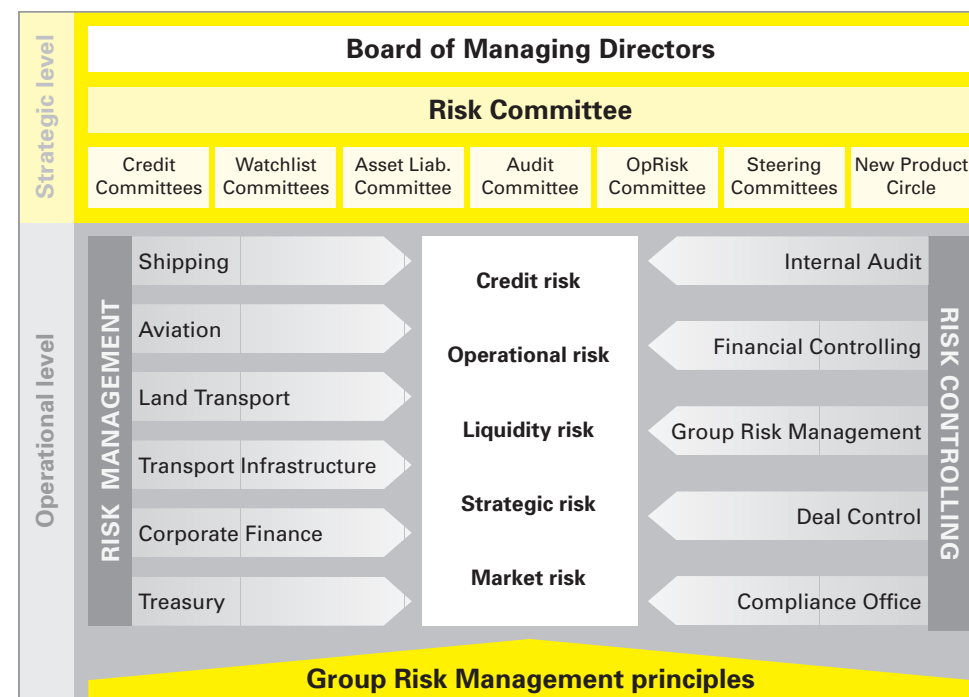 Strategic level
Board of Managing Directors
Risk Committee
Credit
Committees
Watchlist
Committees
Asset Liab.
Committee
Audit
Committee
OpRisk
Committee
Steering
Committees
New Product
Circle
Operational level
RISK MANAGEMENT
Shipping
Aviation
Land Transport
Transport Infrastructure
Corporate Finance
Treasury
Credit risk
Operational risk
Liquidity risk
Strategic risk
Market risk
Internal Audit
Financial Controlling
Group Risk Management
Deal Control
Compliance Office
RISK CONTROLLING
Group Risk Management principles